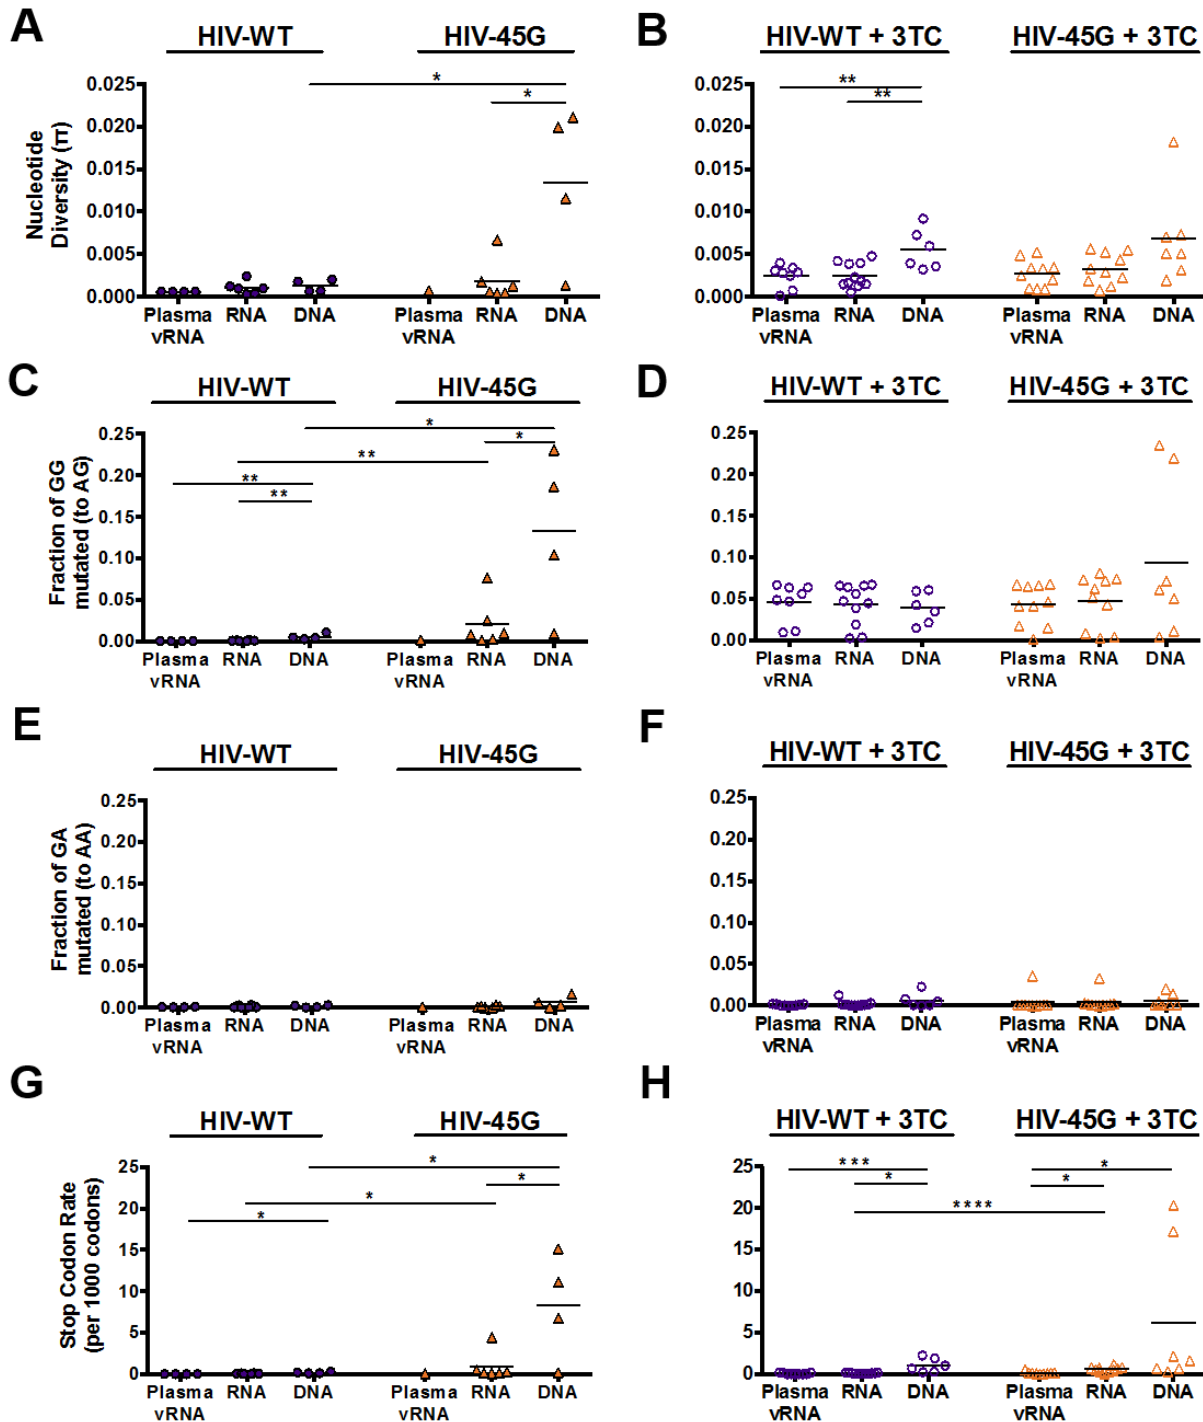 A
HIV-WT
HIV-45G
Nucleotide
Diversity (π)
0.025
0.020
0.015
0.010
0.005
0.000
*
*
Plasma RNA DNA
vRNA
Plasma RNA DNA
vRNA
B
HIV-WT + 3TC
HIV-45G + 3TC
0.025
0.020
0.015
0.010
0.005
0.000
**
**
Plasma RNA DNA
vRNA
Plasma RNA DNA
vRNA
C
HIV-WT
HIV-45G
Fraction of GG
mutated (to AG)
0.25
0.20
0.15
0.10
0.05
0.00
*
*
**
**
**
Plasma RNA DNA
vRNA
Plasma RNA DNA
vRNA
D
HIV-WT + 3TC
HIV-45G + 3TC
0.25
0.20
0.15
0.10
0.05
0.00
Plasma RNA DNA
vRNA
Plasma RNA DNA
vRNA
E
HIV-WT
HIV-45G
Fraction of GA
mutated (to AA)
0.25
0.20
0.15
0.10
0.05
0.00
Plasma RNA DNA
vRNA
Plasma RNA DNA
vRNA
F
HIV-WT + 3TC
HIV-45G + 3TC
0.25
0.20
0.15
0.10
0.05
0.00
Plasma RNA DNA
vRNA
Plasma RNA DNA
vRNA
G
HIV-WT
HIV-45G
Stop Codon Rate
(per 1000 codons)
25
20
15
10
5
0
*
*
*
*
Plasma RNA DNA
vRNA
Plasma RNA DNA
vRNA
H
HIV-WT + 3TC
HIV-45G + 3TC
25
20
15
10
5
0
***
*
*
*
****
Plasma RNA DNA
vRNA
Plasma RNA DNA
vRNA